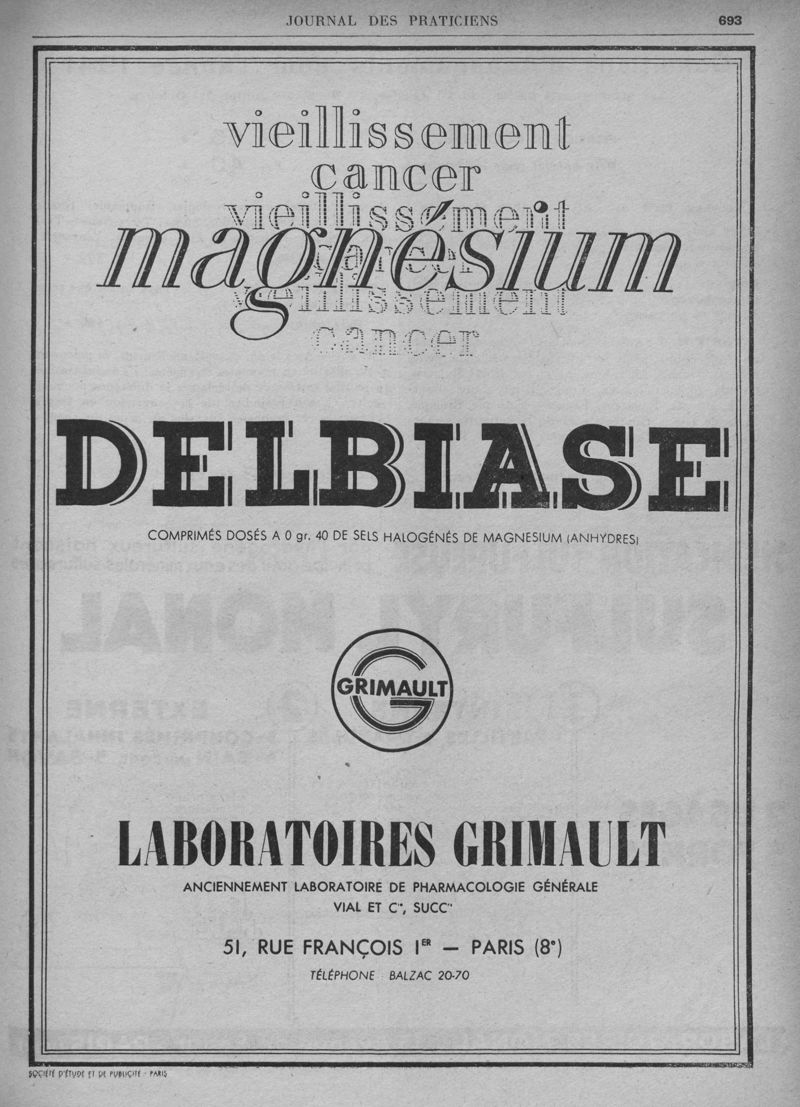 JOURNAL DES PRATICIENS 693
vieillissement
cancer
vieillissement
magnésium
cancer
vieillissement
cancer
DELBIASE
COMPRIMÉS DOSÉS A 0 gr. 40 DE SELS HALOGÉNÉS DE MAGNESIUM (ANHYDRES)
GRIMAULT
LABORATOIRES GRIMAULT
ANCIENNEMENT LABORATOIRE DE PHARMACOLOGIE GÉNÉRALE
VIAL ET Cie, SUCCrs
51, RUE FRANÇOIS IER — PARIS (8e)
TÉLÉPHONE BALZAC 20-70
SOCIÉTÉ D'ÉTUDE ET DE PUBLICITÉ - PARIS